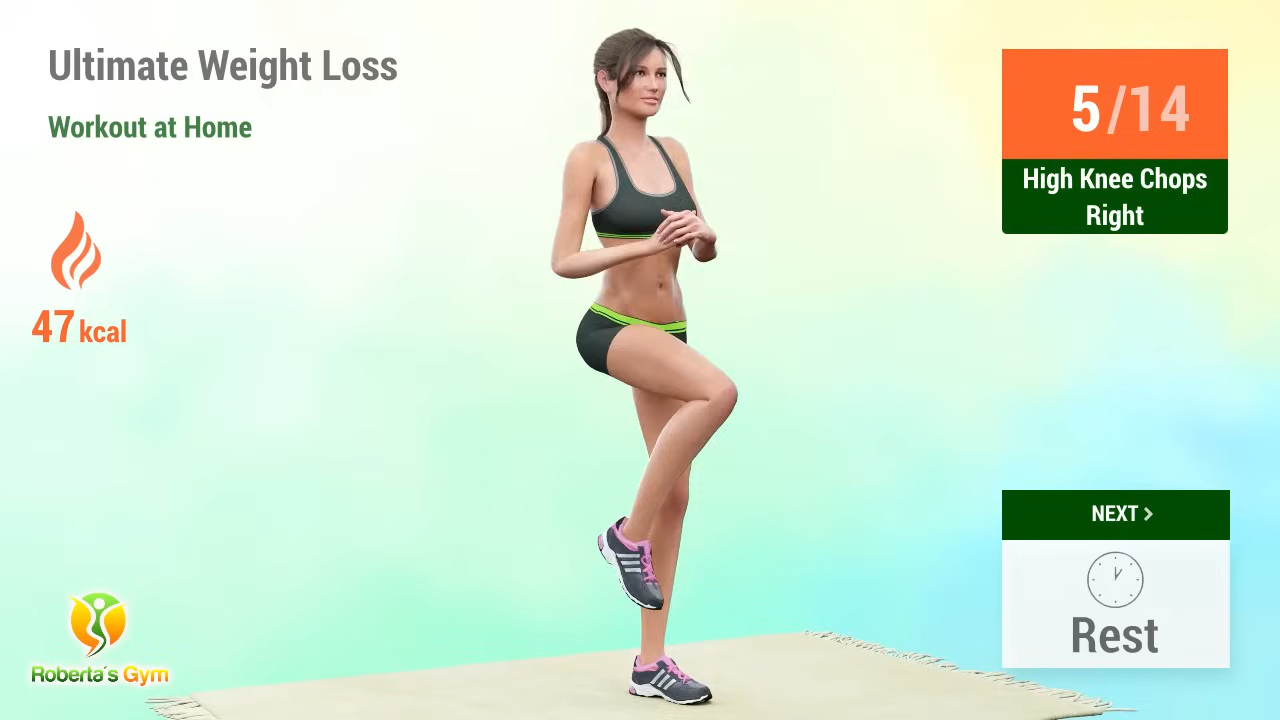 Ultimate Weight Loss
Workout at Home
5/14
High Knee Chops
Right
47 kcal
NEXT >
Rest
Roberta´s Gym